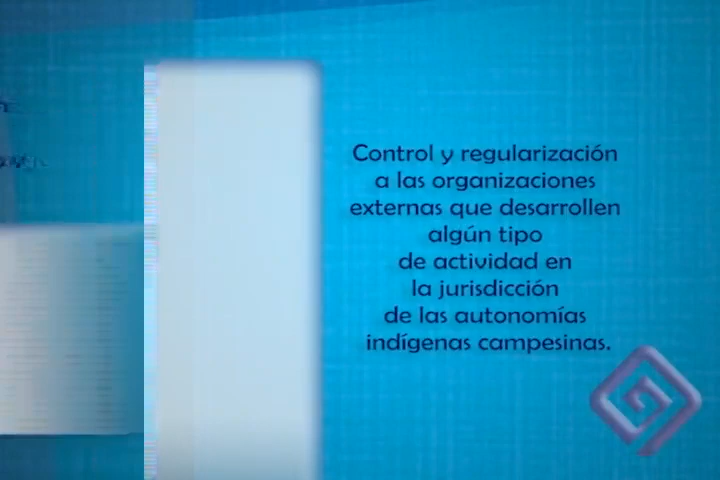 Control y regularización
a las organizaciones
externas que desarrollen
algún tipo
de actividad en
la jurisdicción
de las autonomías
indígenas campesinas.